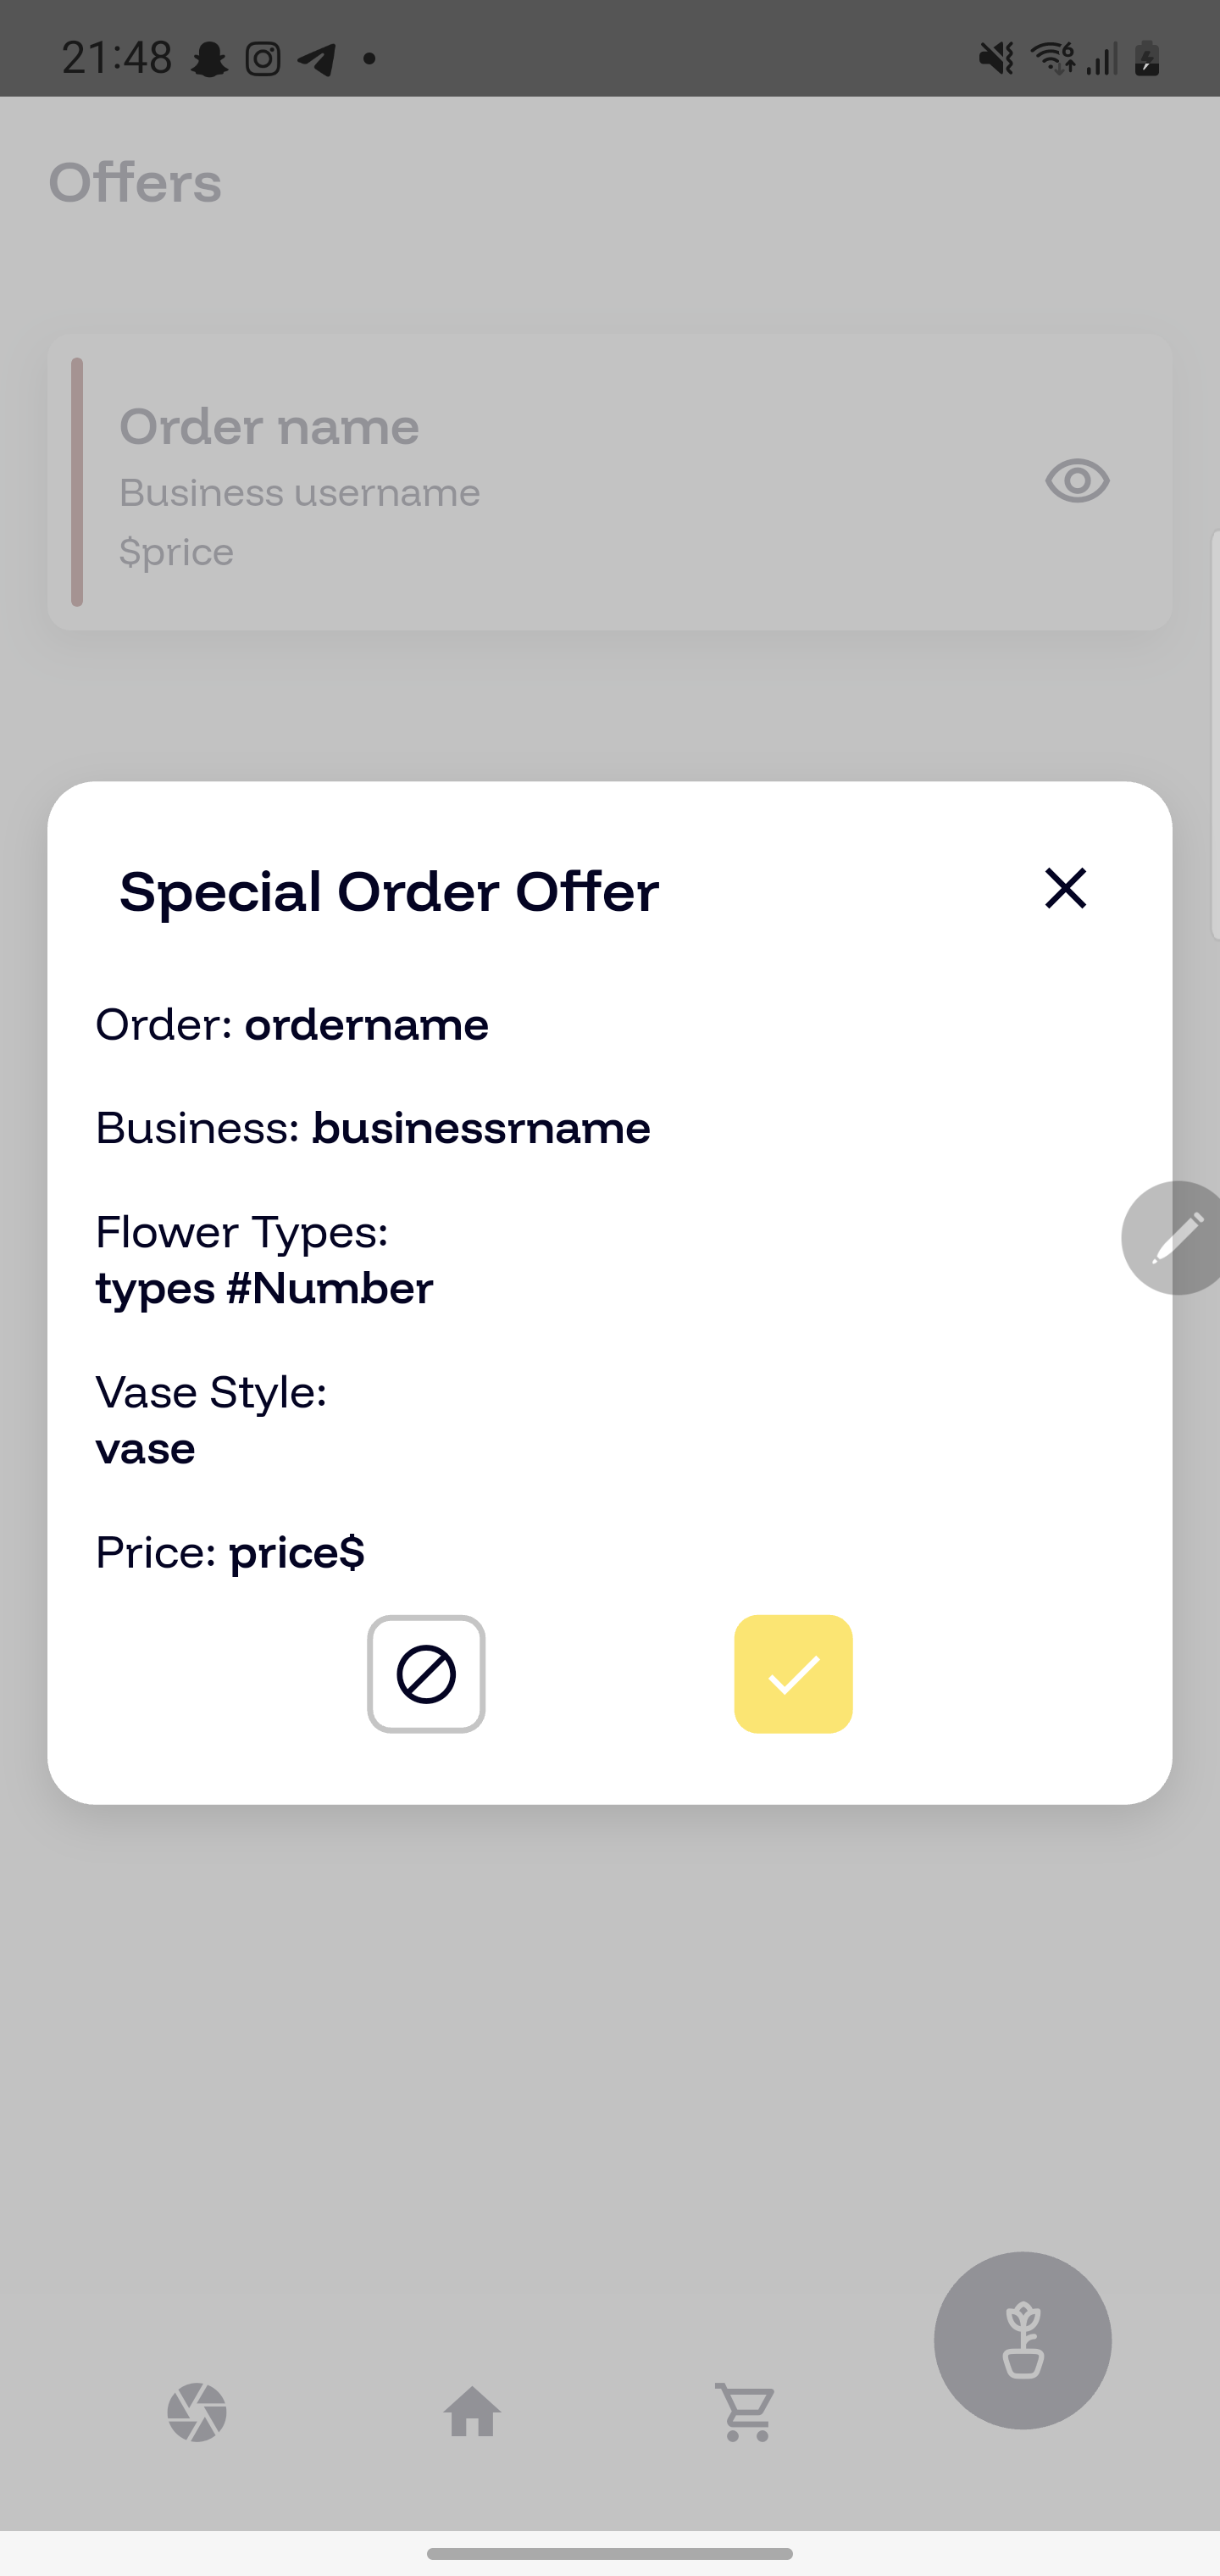 21:48
Offers
Order name
Business username
$price
Special Order Offer
Order: ordername
Business: businessrname
Flower Types:
types #Number
Vase Style:
vase
Price: price$